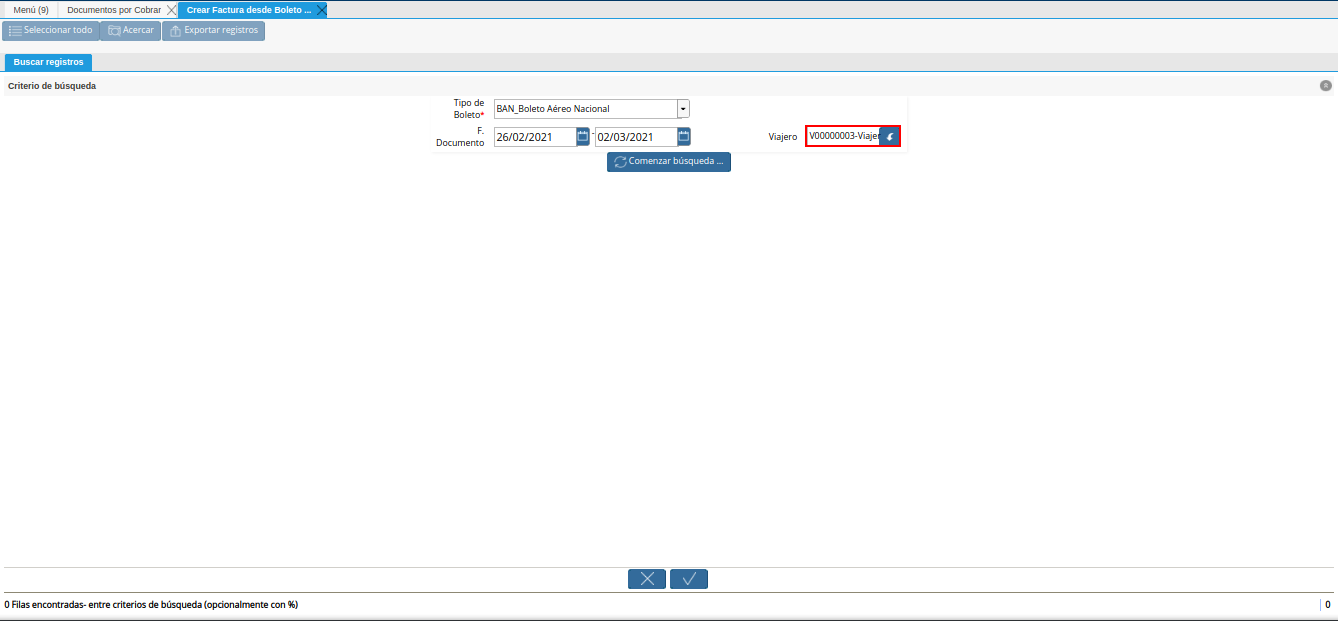 Menú (9) Documentos por Cobrar Crear Factura desde Boleto ...
Seleccionar todo Acercar Exportar registros
Buscar registros
Criterio de búsqueda
Tipo de Boleto* BAN_Boleto Aéreo Nacional
F. Documento 26/02/2021 - 02/03/2021 Viajero V00000003-Viajer
Comenzar búsqueda ...
0 Filas encontradas- entre criterios de búsqueda (opcionalmente con %) 0